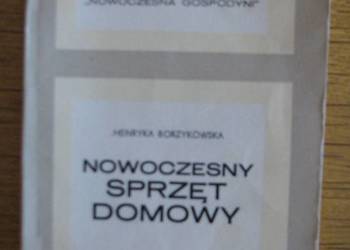 „NOWOCZESNA GOSPODYNI"
HENRYKA BORZYKOWSKA
NOWOCZESNY
SPRZĘT
DOMOWY